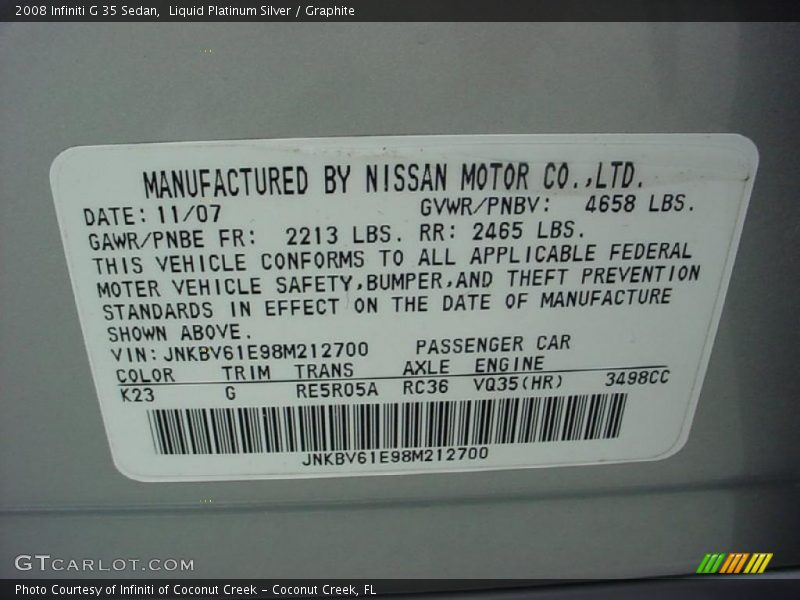 2008 Infiniti G 35 Sedan,  Liquid Platinum Silver / Graphite
MANUFACTURED BY NISSAN MOTOR CO.,LTD.
DATE: 11/07 GVWR/PNBV: 4658 LBS.
GAWR/PNBE FR: 2213 LBS. RR: 2465 LBS.
THIS VEHICLE CONFORMS TO ALL APPLICABLE FEDERAL
MOTER VEHICLE SAFETY,BUMPER,AND THEFT PREVENTION
STANDARDS IN EFFECT ON THE DATE OF MANUFACTURE
SHOWN ABOVE.
VIN: JNKBV61E98M212700 PASSENGER CAR
COLOR TRIM TRANS AXLE ENGINE
K23 G RE5R05A RC36 VQ35(HR) 3498CC
JNKBV61E98M212700
GTCARLOT.COM
Photo Courtesy of Infiniti of Coconut Creek – Coconut Creek, FL